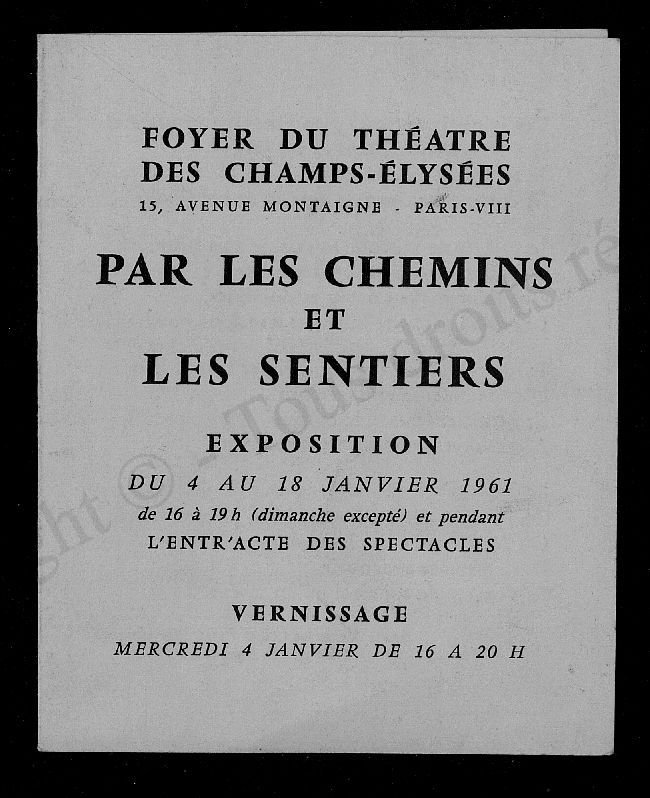 FOYER DU THÉATRE
DES CHAMPS-ÉLYSÉES
15, AVENUE MONTAIGNE - PARIS-VIII
PAR LES CHEMINS
ET
LES SENTIERS
EXPOSITION
DU 4 AU 18 JANVIER 1961
de 16 à 19 h (dimanche excepté) et pendant
L'ENTR'ACTE DES SPECTACLES
VERNISSAGE
MERCREDI 4 JANVIER DE 16 A 20 H
© - Tous droits